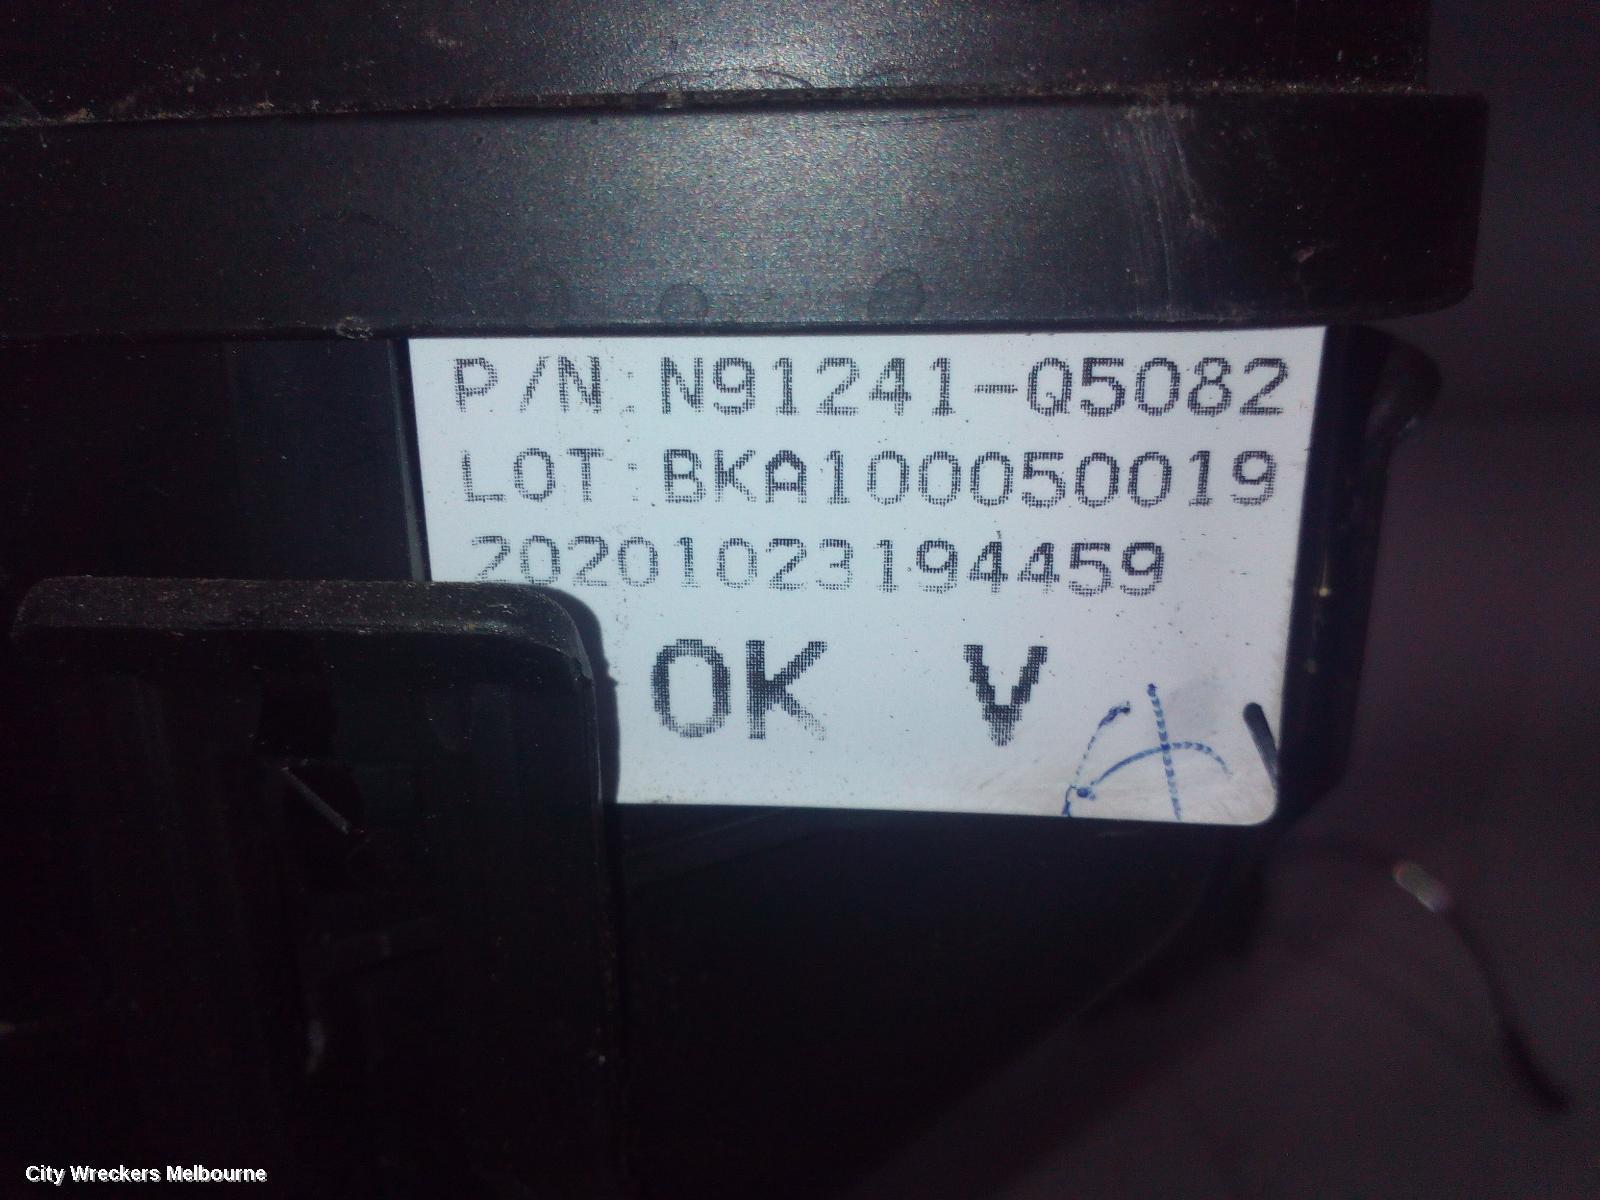 P/N:N91241-Q5082
LOT:BKA100050019
20201023194459
OK V
City Wreckers Melbourne